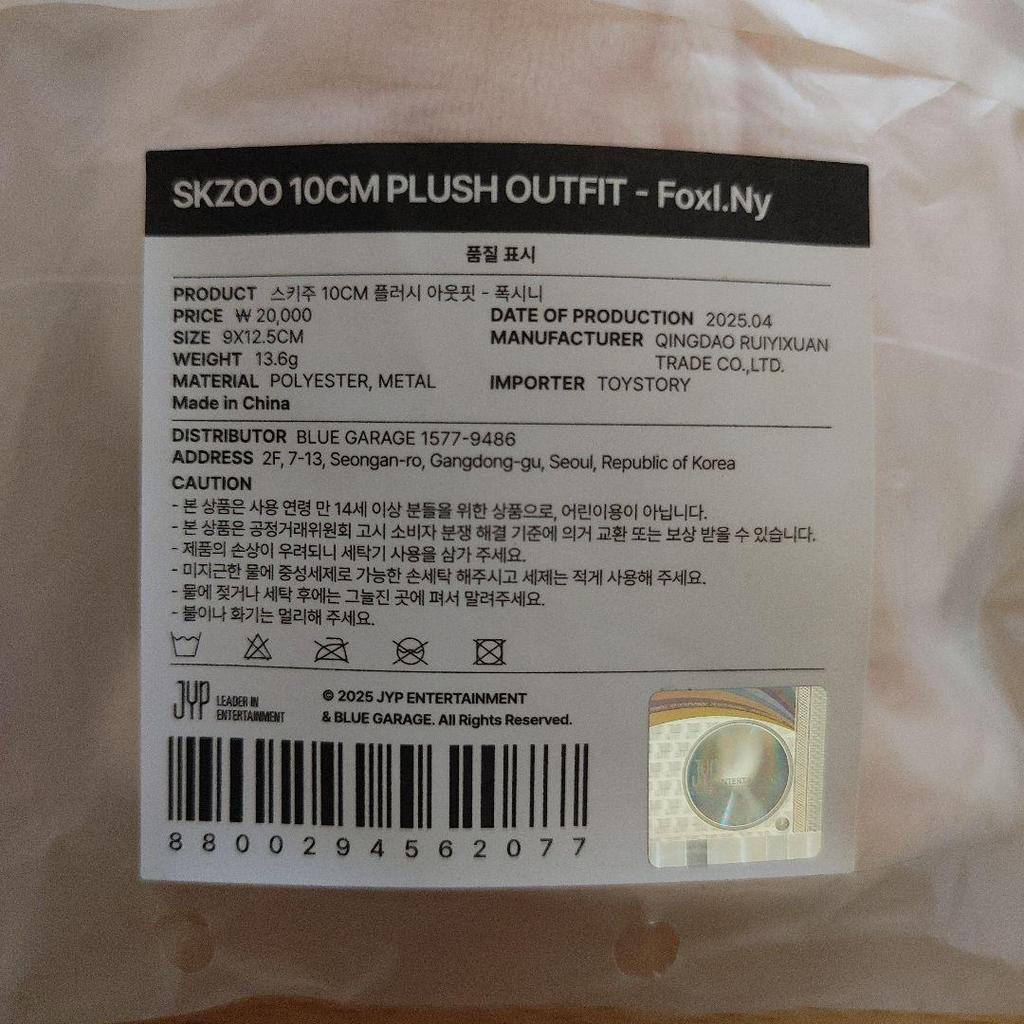 SKZOO 10CM PLUSH OUTFIT - FoxI.Ny
품질 표시
PRODUCT 스키주 10CM 플러시 아웃핏 - 폭시니
PRICE ₩ 20,000
SIZE 9X12.5CM
WEIGHT 13.6g
MATERIAL POLYESTER, METAL
Made in China
DATE OF PRODUCTION 2025.04
MANUFACTURER QINGDAO RUIYIXUAN
TRADE CO.,LTD.
IMPORTER TOYSTORY
DISTRIBUTOR BLUE GARAGE 1577-9486
ADDRESS 2F, 7-13, Seongan-ro, Gangdong-gu, Seoul, Republic of Korea
CAUTION
- 본 상품은 사용 연령 만 14세 이상 분들을 위한 상품으로, 어린이용이 아닙니다.
- 본 상품은 공정거래위원회 고시 소비자 분쟁 해결 기준에 의거 교환 또는 보상 받을 수 있습니다.
- 제품의 손상이 우려되니 세탁기 사용을 삼가 주세요.
- 미지근한 물에 중성세제로 가능한 손세탁 해주시고 세제는 적게 사용해 주세요.
- 물에 젖거나 세탁 후에는 그늘진 곳에 펴서 말려주세요.
- 불이나 화기는 멀리해 주세요.
JYP LEADER IN
ENTERTAINMENT
© 2025 JYP ENTERTAINMENT
& BLUE GARAGE. All Rights Reserved.
8800294562077
JYP